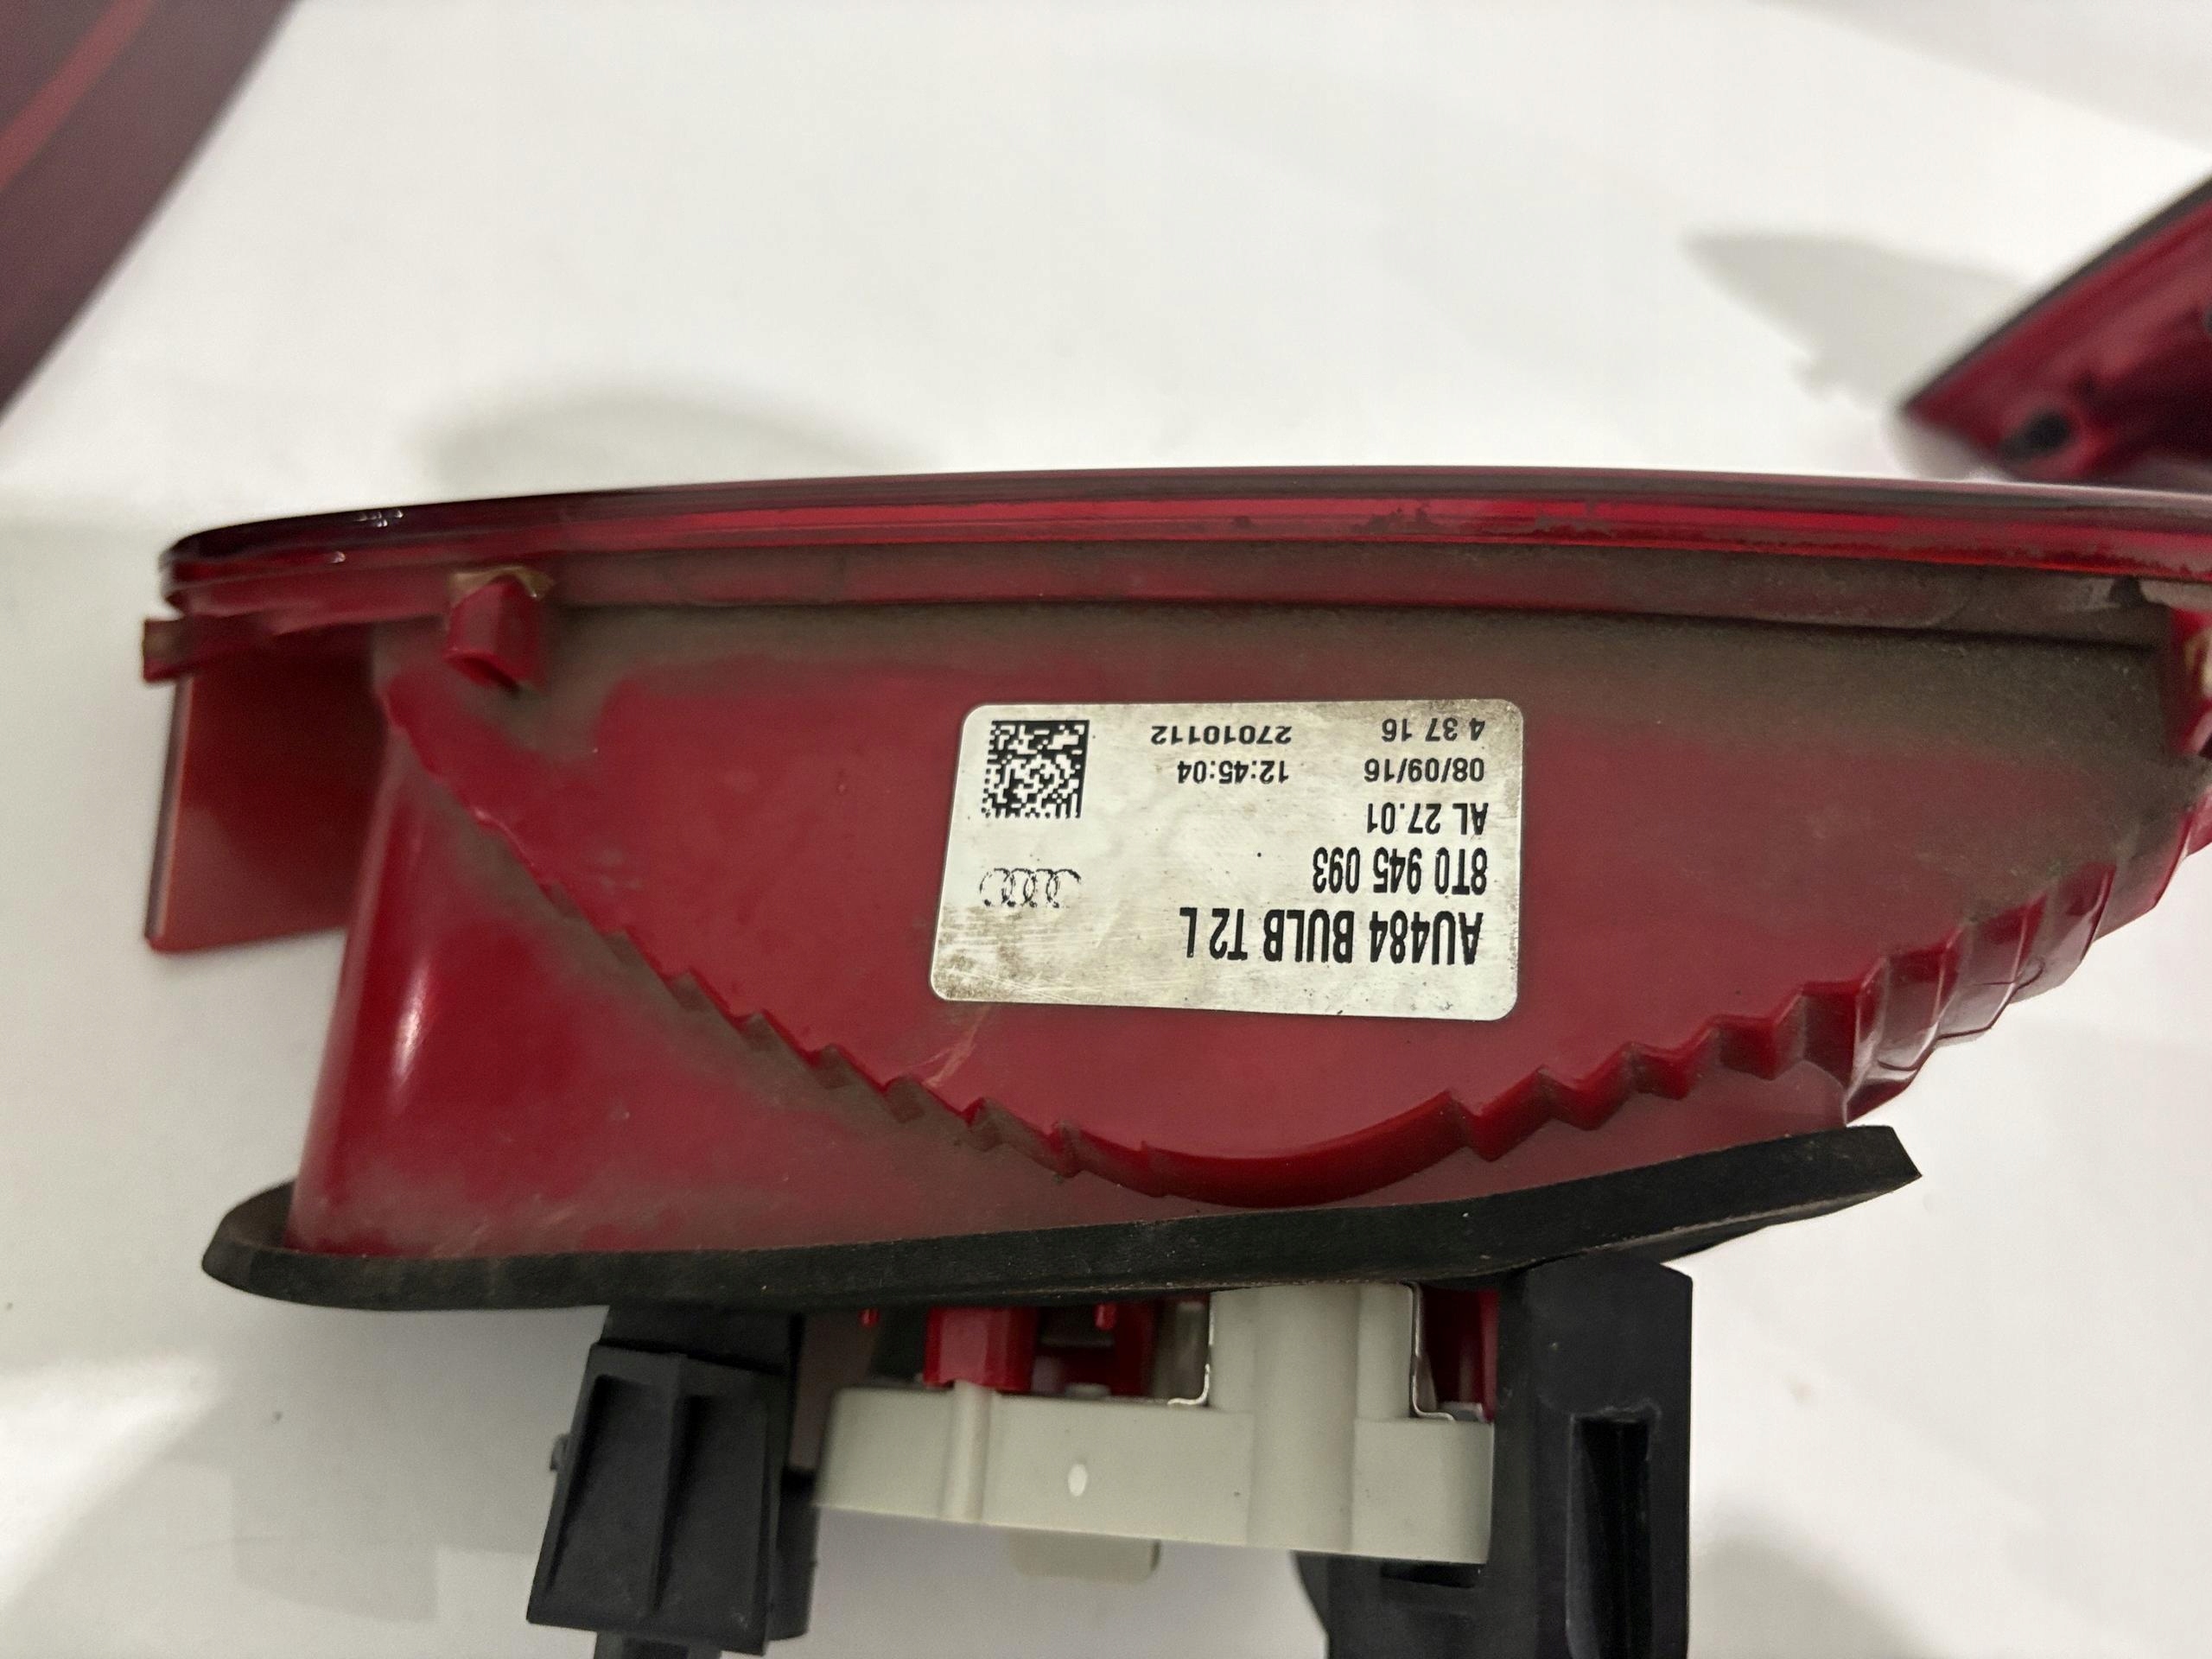 AU484 BULB T2 L
8T0 945 093
AL 27.01
08/09/16 12:45:04
4 37 16 27010112